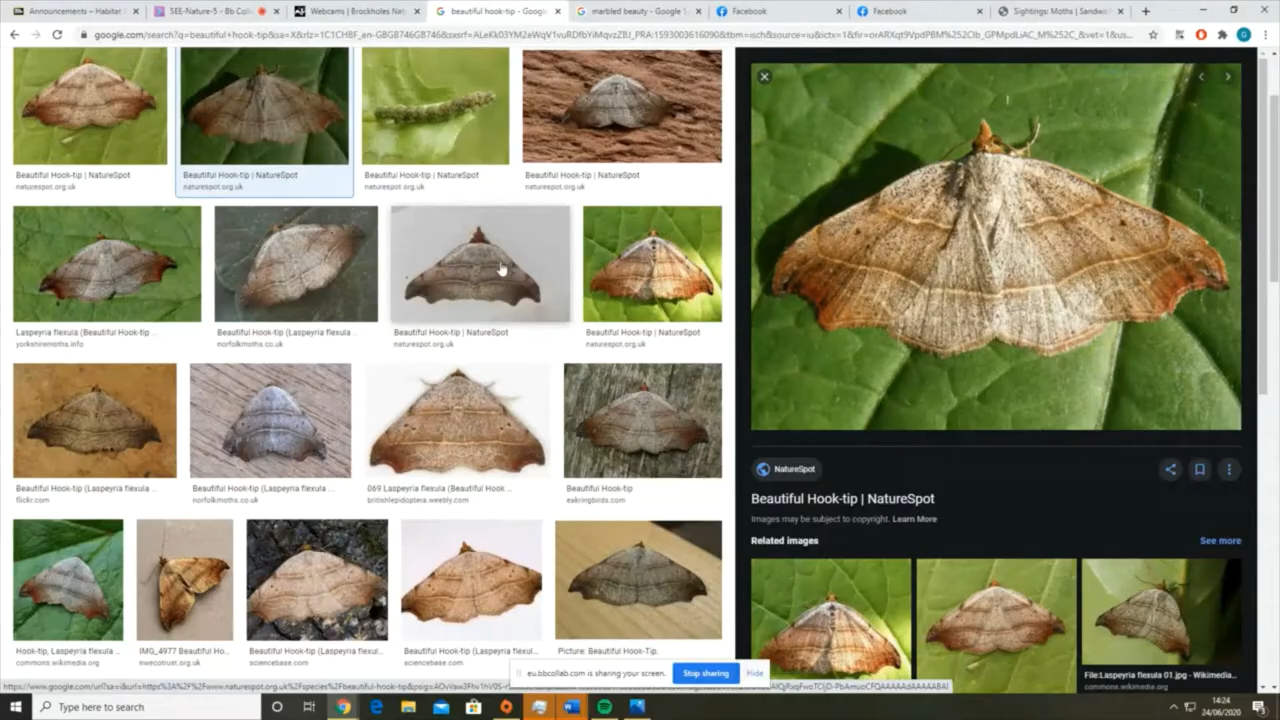 Announcements – Habitat
SEE-Nature-5 - Bb Coll
Webcams | Brockholes Nat
beautiful hook-tip - Google
marbled beauty - Google S
Facebook
Facebook
Sightings: Moths | Sandw
Beautiful Hook-tip | NatureSpot
naturespot.org.uk
Beautiful Hook-tip | NatureSpot
naturespot.org.uk
Beautiful Hook-tip | NatureSpot
naturespot.org.uk
Beautiful Hook-tip | NatureSpot
naturespot.org.uk
Laspeyria flexula (Beautiful Hook-tip ...
yorkshiremoths.info
Beautiful Hook-tip (Laspeyria flexula ...
norfolkmoths.co.uk
Beautiful Hook-tip | NatureSpot
naturespot.org.uk
Beautiful Hook-tip | NatureSpot
naturespot.org.uk
Beautiful Hook-tip (Laspeyria flexula ...
flickr.com
Beautiful Hook-tip (Laspeyria flexula ...
norfolkmoths.co.uk
069 Laspeyria flexula (Beautiful Hook ...
britishlepidoptera.weebly.com
Beautiful Hook-tip
eakringbirds.com
Hook-tip, Laspeyria flexula ...
commons.wikimedia.org
IMG_4977 Beautiful Ho...
nwecotrust.org.uk
Beautiful Hook-tip (Laspeyria flexul...
sciencebase.com
Beautiful Hook-tip (Laspeyria flexul...
sciencebase.com
Picture: Beautiful Hook-Tip.
NatureSpot
Beautiful Hook-tip | NatureSpot
Images may be subject to copyright. Learn More
Related images
See more
File:Laspeyria flexula 01.jpg - Wikimedia...
commons.wikimedia.org
eu.bbcollab.com is sharing your screen.
Stop sharing
Hide
Type here to search
14:24
24/06/2020